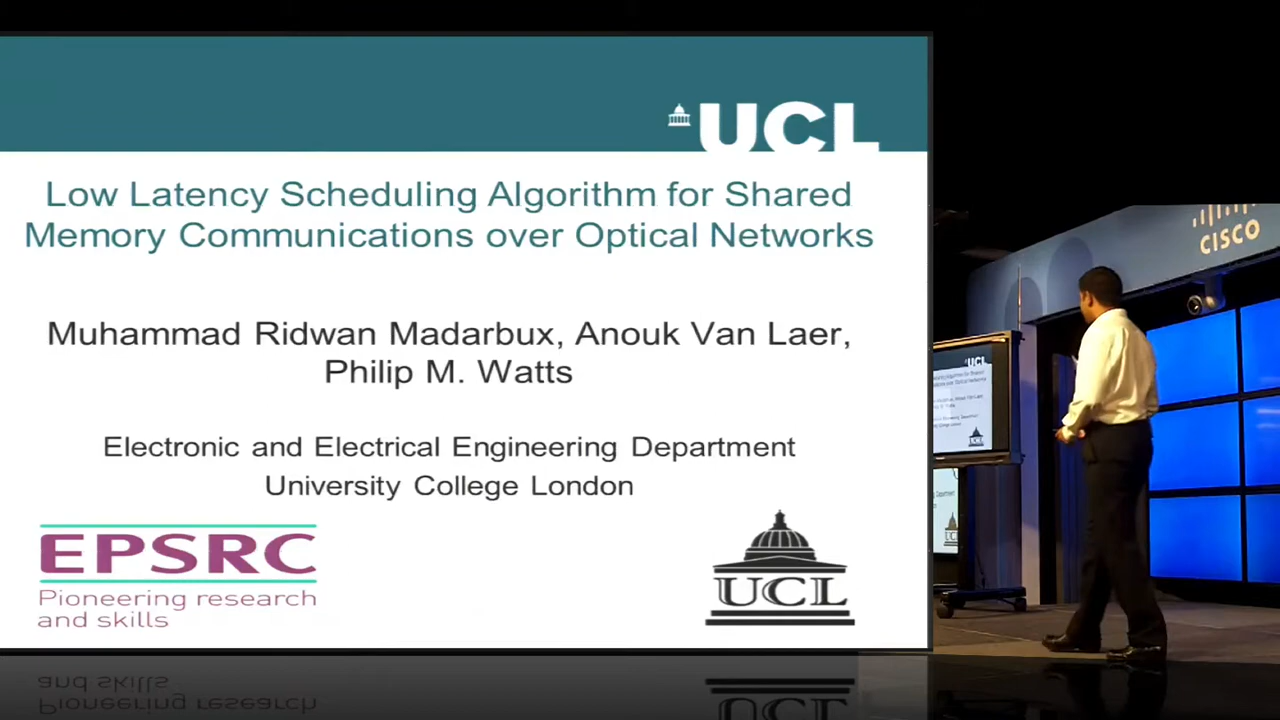 UCL
Low Latency Scheduling Algorithm for Shared
Memory Communications over Optical Networks
Muhammad Ridwan Madarbux, Anouk Van Laer,
Philip M. Watts
Electronic and Electrical Engineering Department
University College London
EPSRC
Pioneering research
and skills
UCL
CISCO
UCL